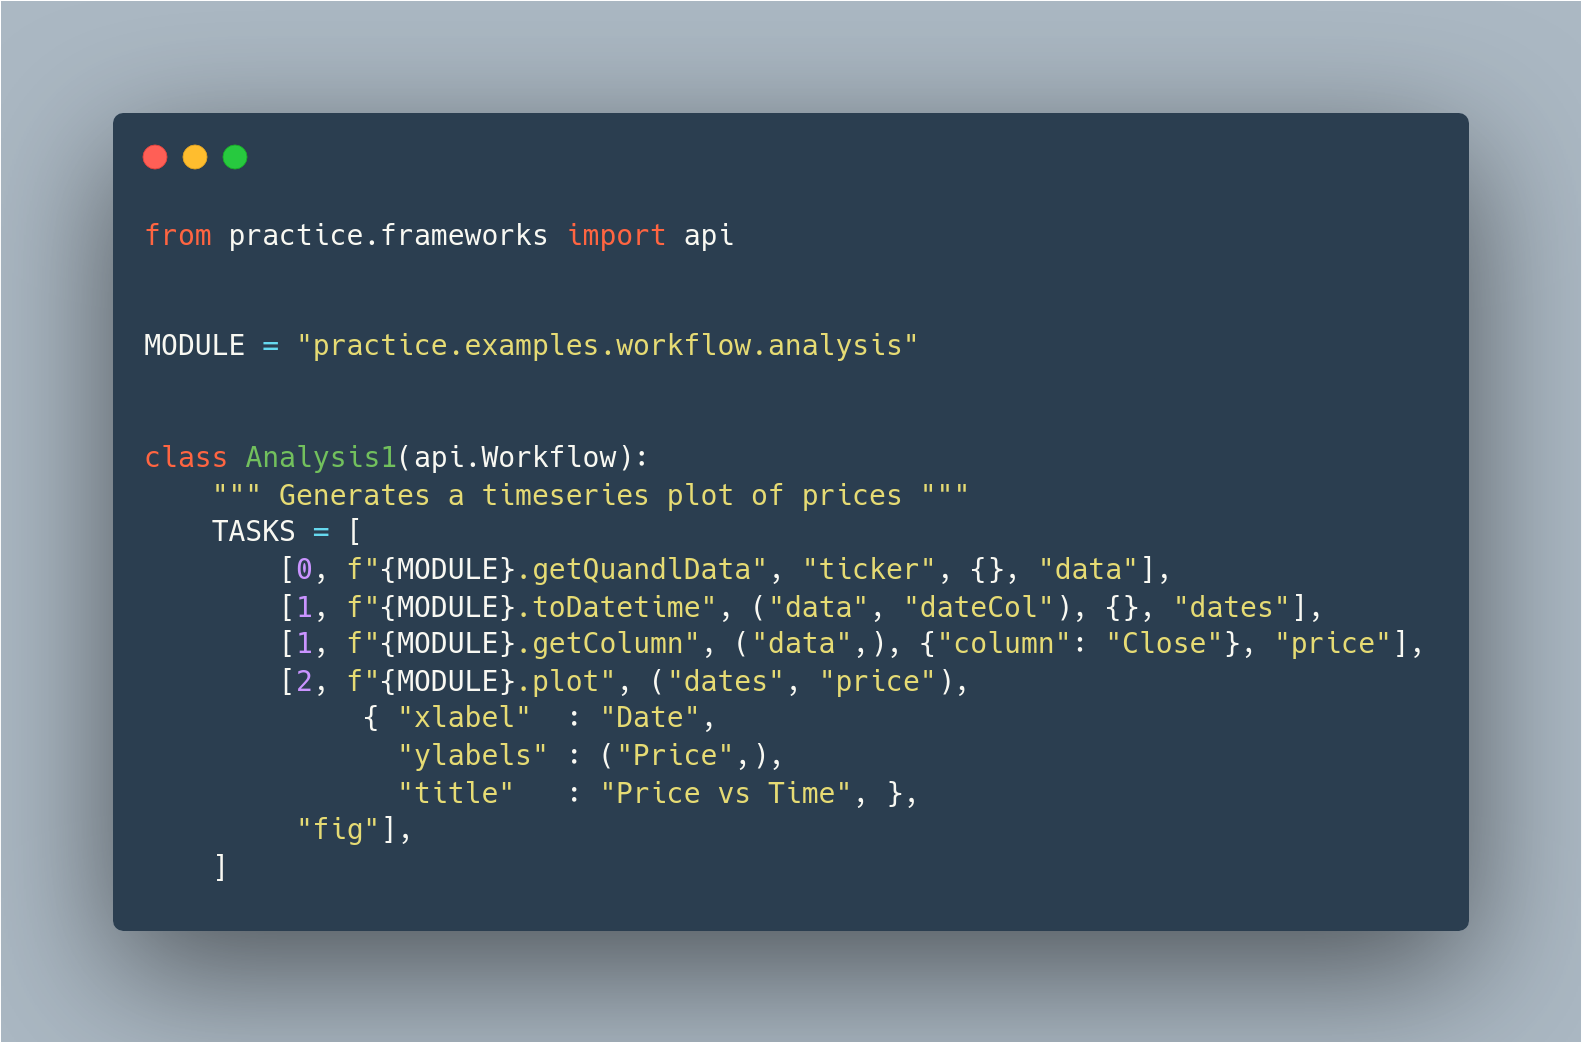 from practice.frameworks import api
MODULE = "practice.examples.workflow.analysis"
class Analysis1(api.Workflow):
    """ Generates a timeseries plot of prices """
    TASKS = [
        [0, f"{MODULE}.getQuandlData", "ticker", {}, "data"],
        [1, f"{MODULE}.toDatetime", ("data", "dateCol"), {}, "dates"],
        [1, f"{MODULE}.getColumn", ("data",), {"column": "Close"}, "price"],
        [2, f"{MODULE}.plot", ("dates", "price"),
             { "xlabel"  : "Date",
               "ylabels" : ("Price",),
               "title"   : "Price vs Time", },
         "fig"],
    ]